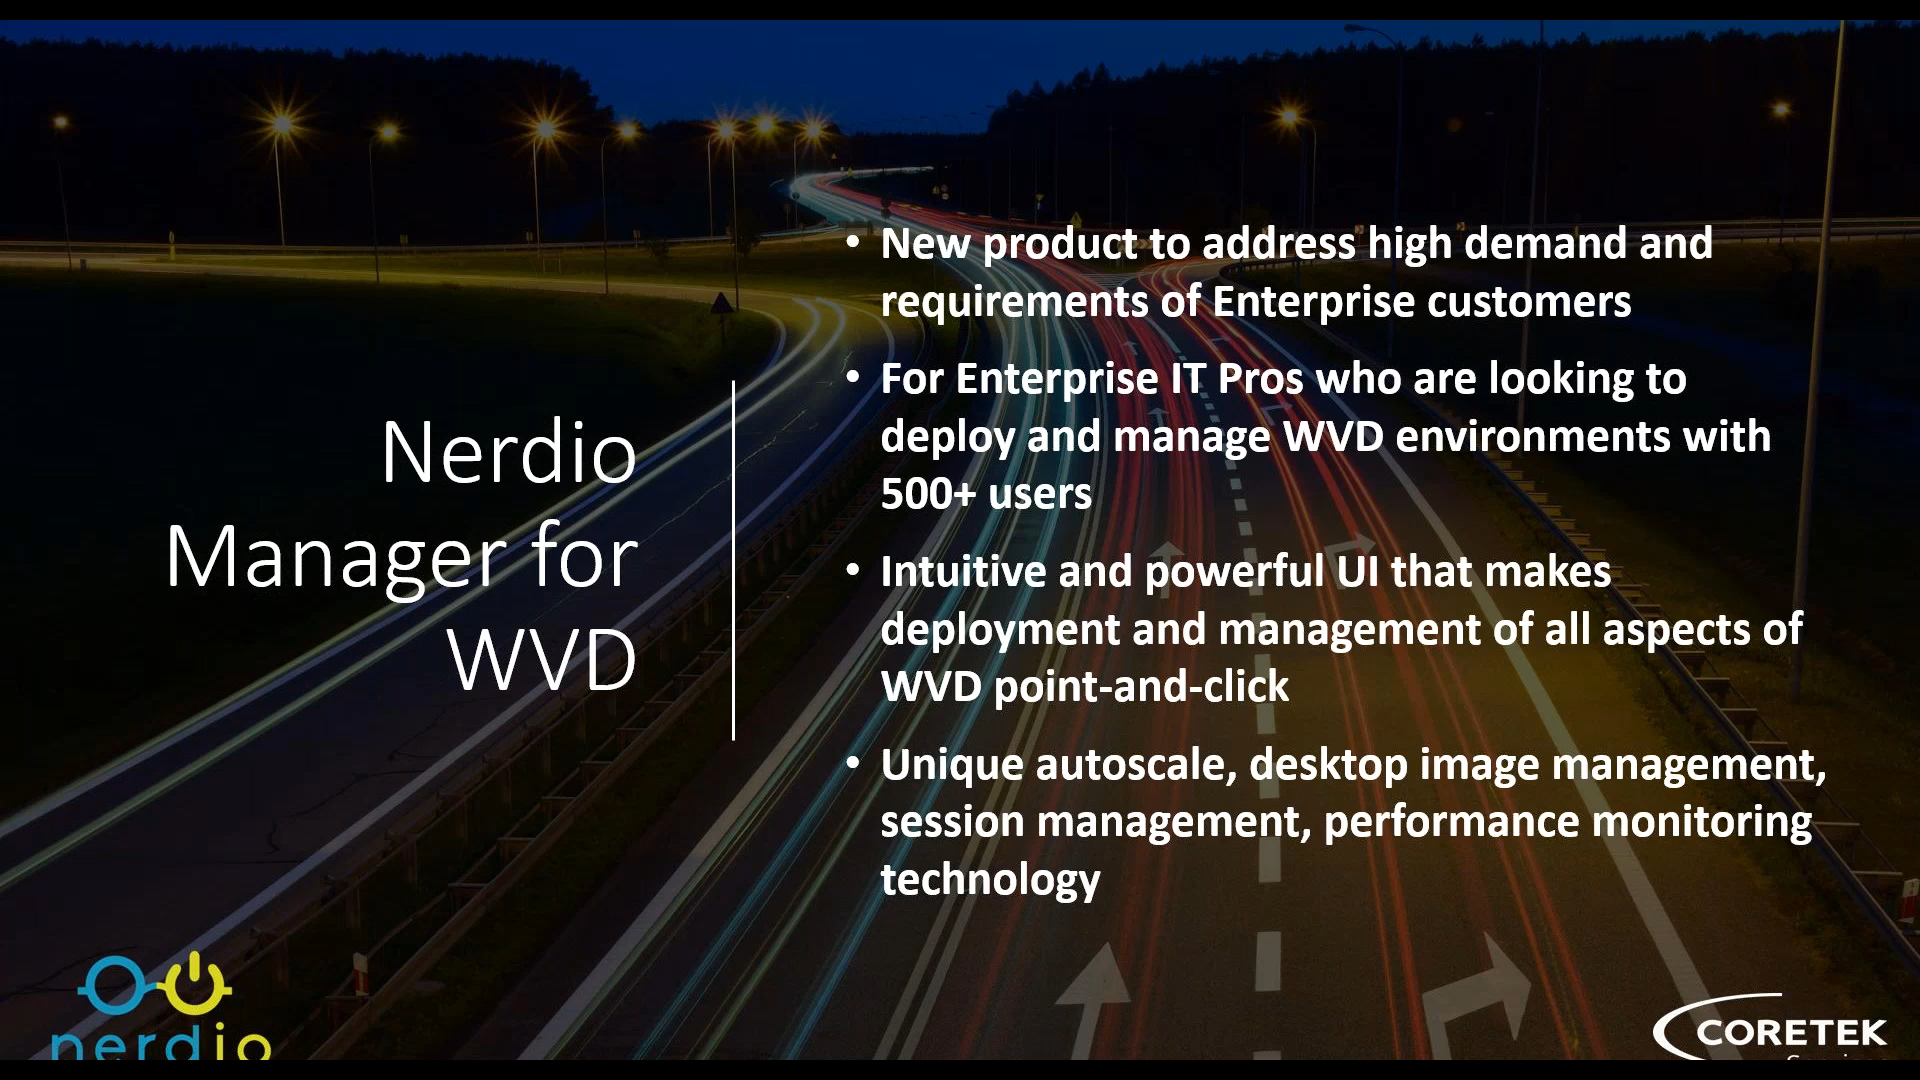 Nerdio
Manager for
WVD
• New product to address high demand and
requirements of Enterprise customers
• For Enterprise IT Pros who are looking to
deploy and manage WVD environments with
500+ users
• Intuitive and powerful UI that makes
deployment and management of all aspects of
WVD point-and-click
• Unique autoscale, desktop image management,
session management, performance monitoring
technology
nerdio
CORETEK